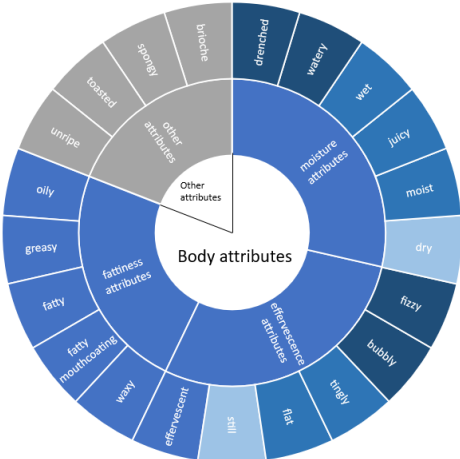 drenched
watery
wet
juicy
moist
dry
fizzy
bubbly
tingly
flat
still
effervescent
waxy
fatty
mouthcoating
fatty
greasy
oily
unripe
toasted
spongy
brioche
moisture
attributes
effervescence
attributes
fattiness
attributes
other
attributes
Other
attributes
Body attributes